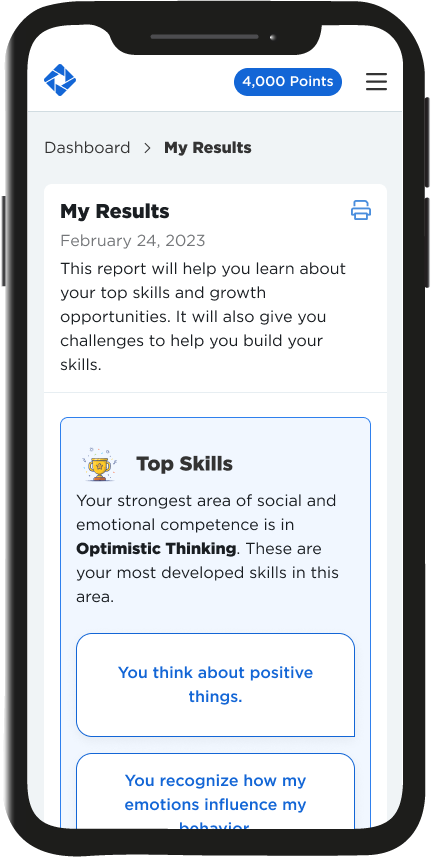 4,000 Points
Dashboard > My Results
My Results
February 24, 2023
This report will help you learn about
your top skills and growth
opportunities. It will also give you
challenges to help you build your
skills.
Top Skills
Your strongest area of social and
emotional competence is in
Optimistic Thinking. These are
your most developed skills in this
area.
You think about positive
things.
You recognize how my
emotions influence my
behavior